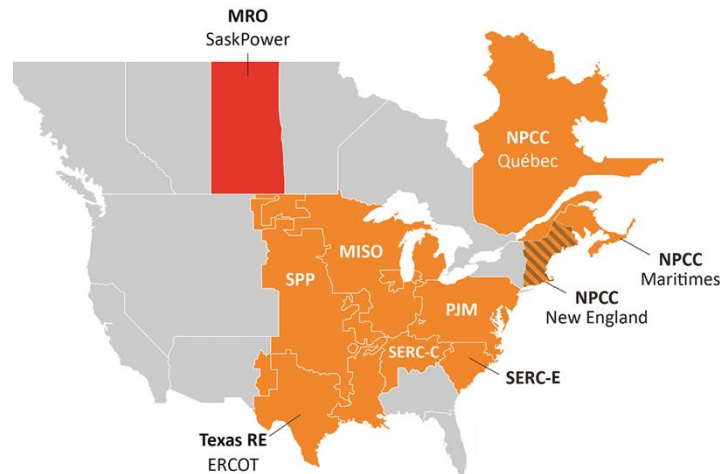 MRO
SaskPower
NPCC
Québec
MISO
SPP
NPCC
Maritimes
NPCC
New England
PJM
SERC-C
SERC-E
Texas RE
ERCOT